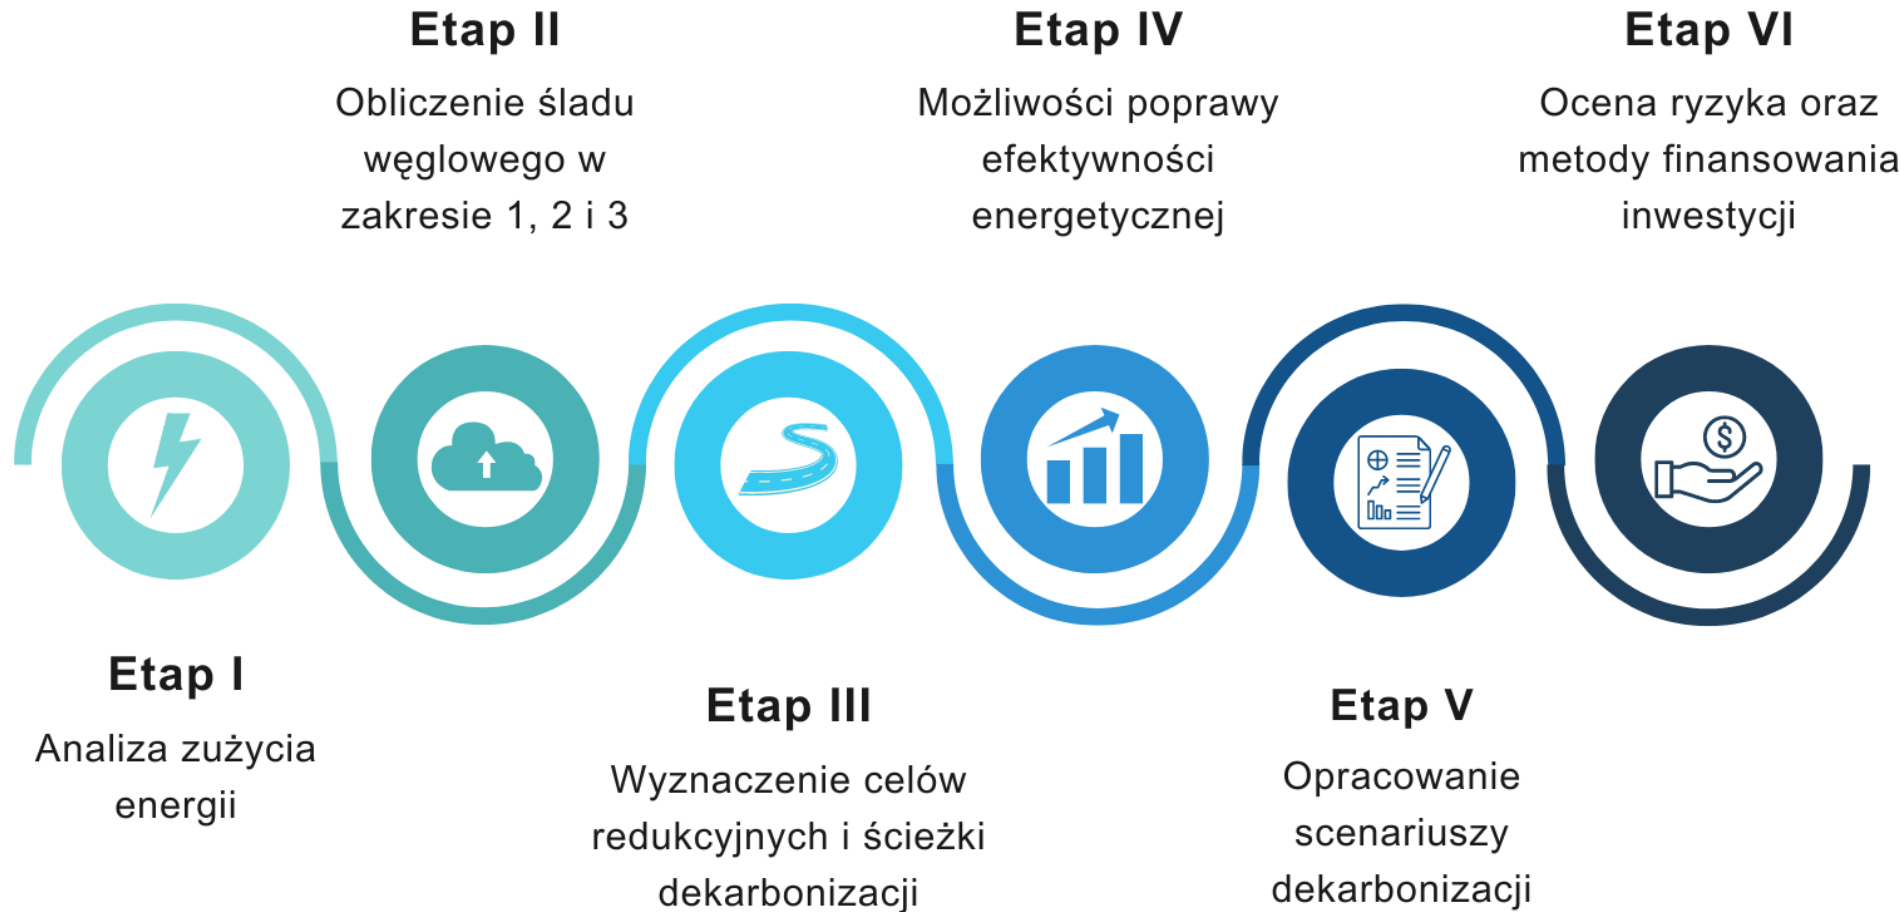 Etap I
Analiza zużycia
energii
Etap II
Obliczenie śladu
węglowego w
zakresie 1, 2 i 3
Etap III
Wyznaczenie celów
redukcyjnych i ścieżki
dekarbonizacji
Etap IV
Możliwości poprawy
efektywności
energetycznej
Etap V
Opracowanie
scenariuszy
dekarbonizacji
Etap VI
Ocena ryzyka oraz
metody finansowania
inwestycji
$